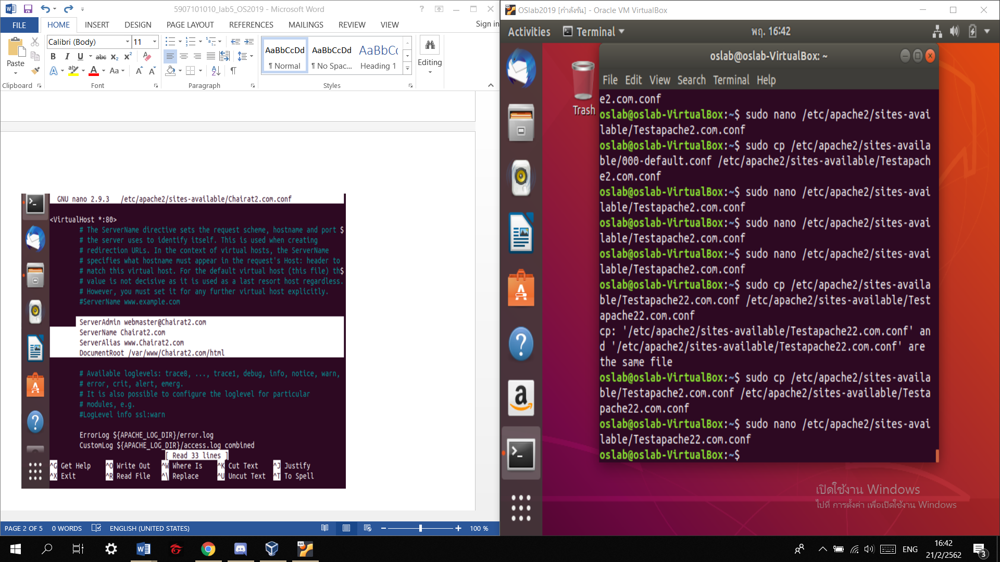 5907101010_lab5_OS2019 - Microsoft Word
FILE
HOME
INSERT
DESIGN
PAGE LAYOUT
REFERENCES
MAILINGS
REVIEW
VIEW
Sign in
Paste
Calibri (Body)
11
AaBbCcDd
¶ Normal
AaBbCcDd
¶ No Spac...
AaBbCc
Heading 1
Editing
Clipboard
Font
Paragraph
Styles
GNU nano 2.9.3 /etc/apache2/sites-available/Chairat2.com.conf
<VirtualHost *:80>
# The ServerName directive sets the request scheme, hostname and port $
# the server uses to identify itself. This is used when creating
# redirection URLs. In the context of virtual hosts, the ServerName
# specifies what hostname must appear in the request's Host: header to
# match this virtual host. For the default virtual host (this file) th$
# value is not decisive as it is used as a last resort host regardless.
# However, you must set it for any further virtual host explicitly.
#ServerName www.example.com
ServerAdmin webmaster@Chairat2.com
ServerName Chairat2.com
ServerAlias www.Chairat2.com
DocumentRoot /var/www/Chairat2.com/html
# Available loglevels: trace8, ..., trace1, debug, info, notice, warn,
# error, crit, alert, emerg.
# It is also possible to configure the loglevel for particular
# modules, e.g.
#LogLevel info ssl:warn
ErrorLog ${APACHE_LOG_DIR}/error.log
CustomLog ${APACHE_LOG_DIR}/access.log combined
[ Read 33 lines ]
^G Get Help ^O Write Out ^W Where Is ^K Cut Text ^J Justify
^X Exit ^R Read File ^\ Replace ^U Uncut Text ^T To Spell
PAGE 2 OF 5
0 WORDS
ENGLISH (UNITED STATES)
100 %
OSlab2019 [กำลังรัน] - Oracle VM VirtualBox
Activities
Terminal
พฤ. 16:42
Trash
oslab@oslab-VirtualBox: ~
File Edit View Search Terminal Help
e2.com.conf
oslab@oslab-VirtualBox:~$ sudo nano /etc/apache2/sites-avai
lable/Testapache2.com.conf
oslab@oslab-VirtualBox:~$ sudo cp /etc/apache2/sites-availa
ble/000-default.conf /etc/apache2/sites-available/Testapach
e2.com.conf
oslab@oslab-VirtualBox:~$ sudo nano /etc/apache2/sites-avai
lable/Testapache2.com.conf
oslab@oslab-VirtualBox:~$ sudo nano /etc/apache2/sites-avai
lable/Testapache2.com.conf
oslab@oslab-VirtualBox:~$ sudo nano /etc/apache2/sites-avai
lable/Testapache2.com.conf
oslab@oslab-VirtualBox:~$ sudo cp /etc/apache2/sites-availa
ble/Testapache22.com.conf /etc/apache2/sites-available/Test
apache22.com.conf
cp: '/etc/apache2/sites-available/Testapache22.com.conf' an
d '/etc/apache2/sites-available/Testapache22.com.conf' are
the same file
oslab@oslab-VirtualBox:~$ sudo cp /etc/apache2/sites-availa
ble/Testapache2.com.conf /etc/apache2/sites-available/Testa
pache22.com.conf
oslab@oslab-VirtualBox:~$ sudo nano /etc/apache2/sites-avai
lable/Testapache22.com.conf
oslab@oslab-VirtualBox:~$
เปิดใช้งาน Windows
ไปที่ การตั้งค่า เพื่อเปิดใช้งาน Windows
ENG
16:42
21/2/2562
3